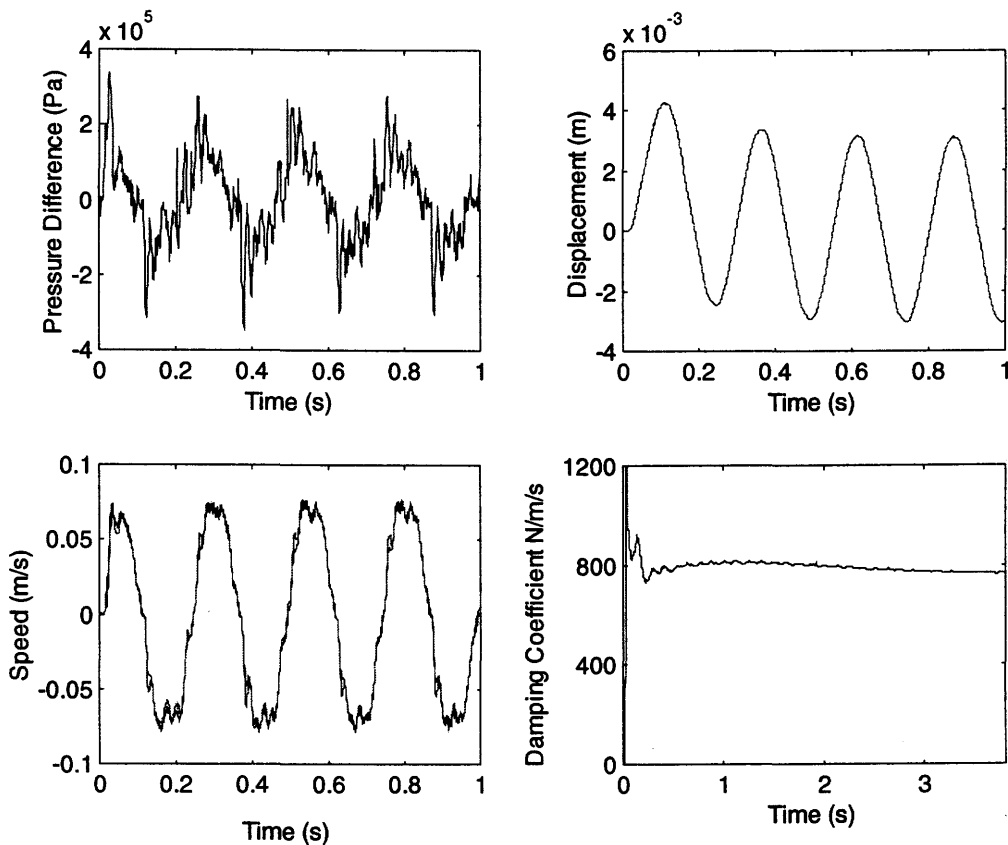 x 10^5
4
2
0
-2
-4
Pressure Difference (Pa)
0 0.2 0.4 0.6 0.8 1
Time (s)
x 10^-3
6
4
2
0
-2
-4
Displacement (m)
0 0.2 0.4 0.6 0.8 1
Time (s)
0.1
0.05
0
-0.05
-0.1
Speed (m/s)
0 0.2 0.4 0.6 0.8 1
Time (s)
1200
800
400
0
Damping Coefficient N/m/s
0 1 2 3
Time (s)